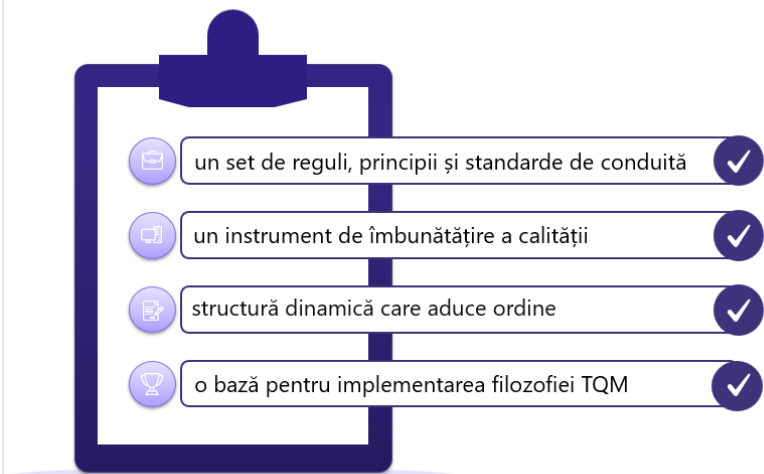 un set de reguli, principii și standarde de conduită
un instrument de îmbunătățire a calității
structură dinamică care aduce ordine
o bază pentru implementarea filozofiei TQM